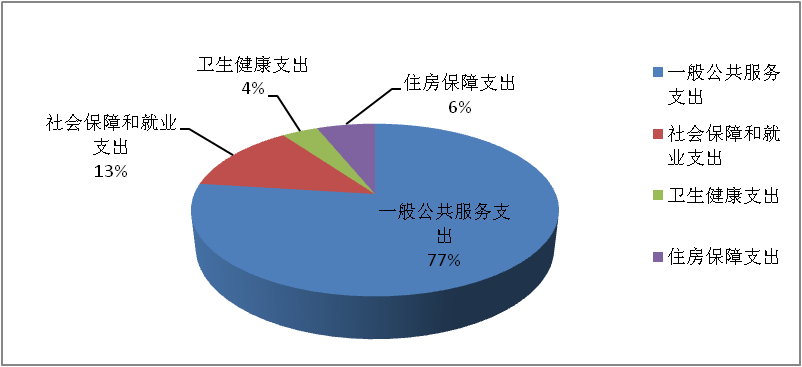 卫生健康支出
4%
住房保障支出
6%
社会保障和就业
支出
13%
一般公共服务支
出
77%
一般公共服务
支出
社会保障和就
业支出
卫生健康支出
住房保障支出